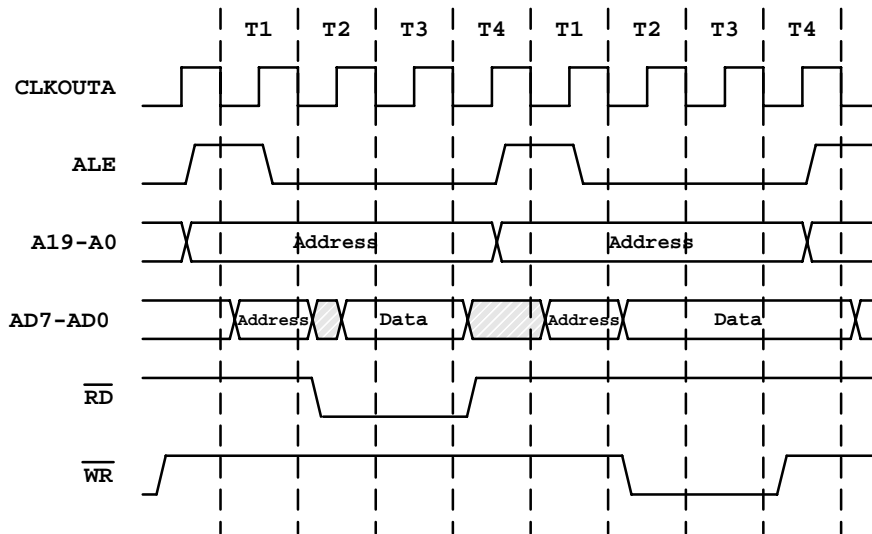 T1 T2 T3 T4 T1 T2 T3 T4
CLKOUTA
ALE
A19-A0 Address Address
AD7-AD0 Address Data Address Data
RD
WR